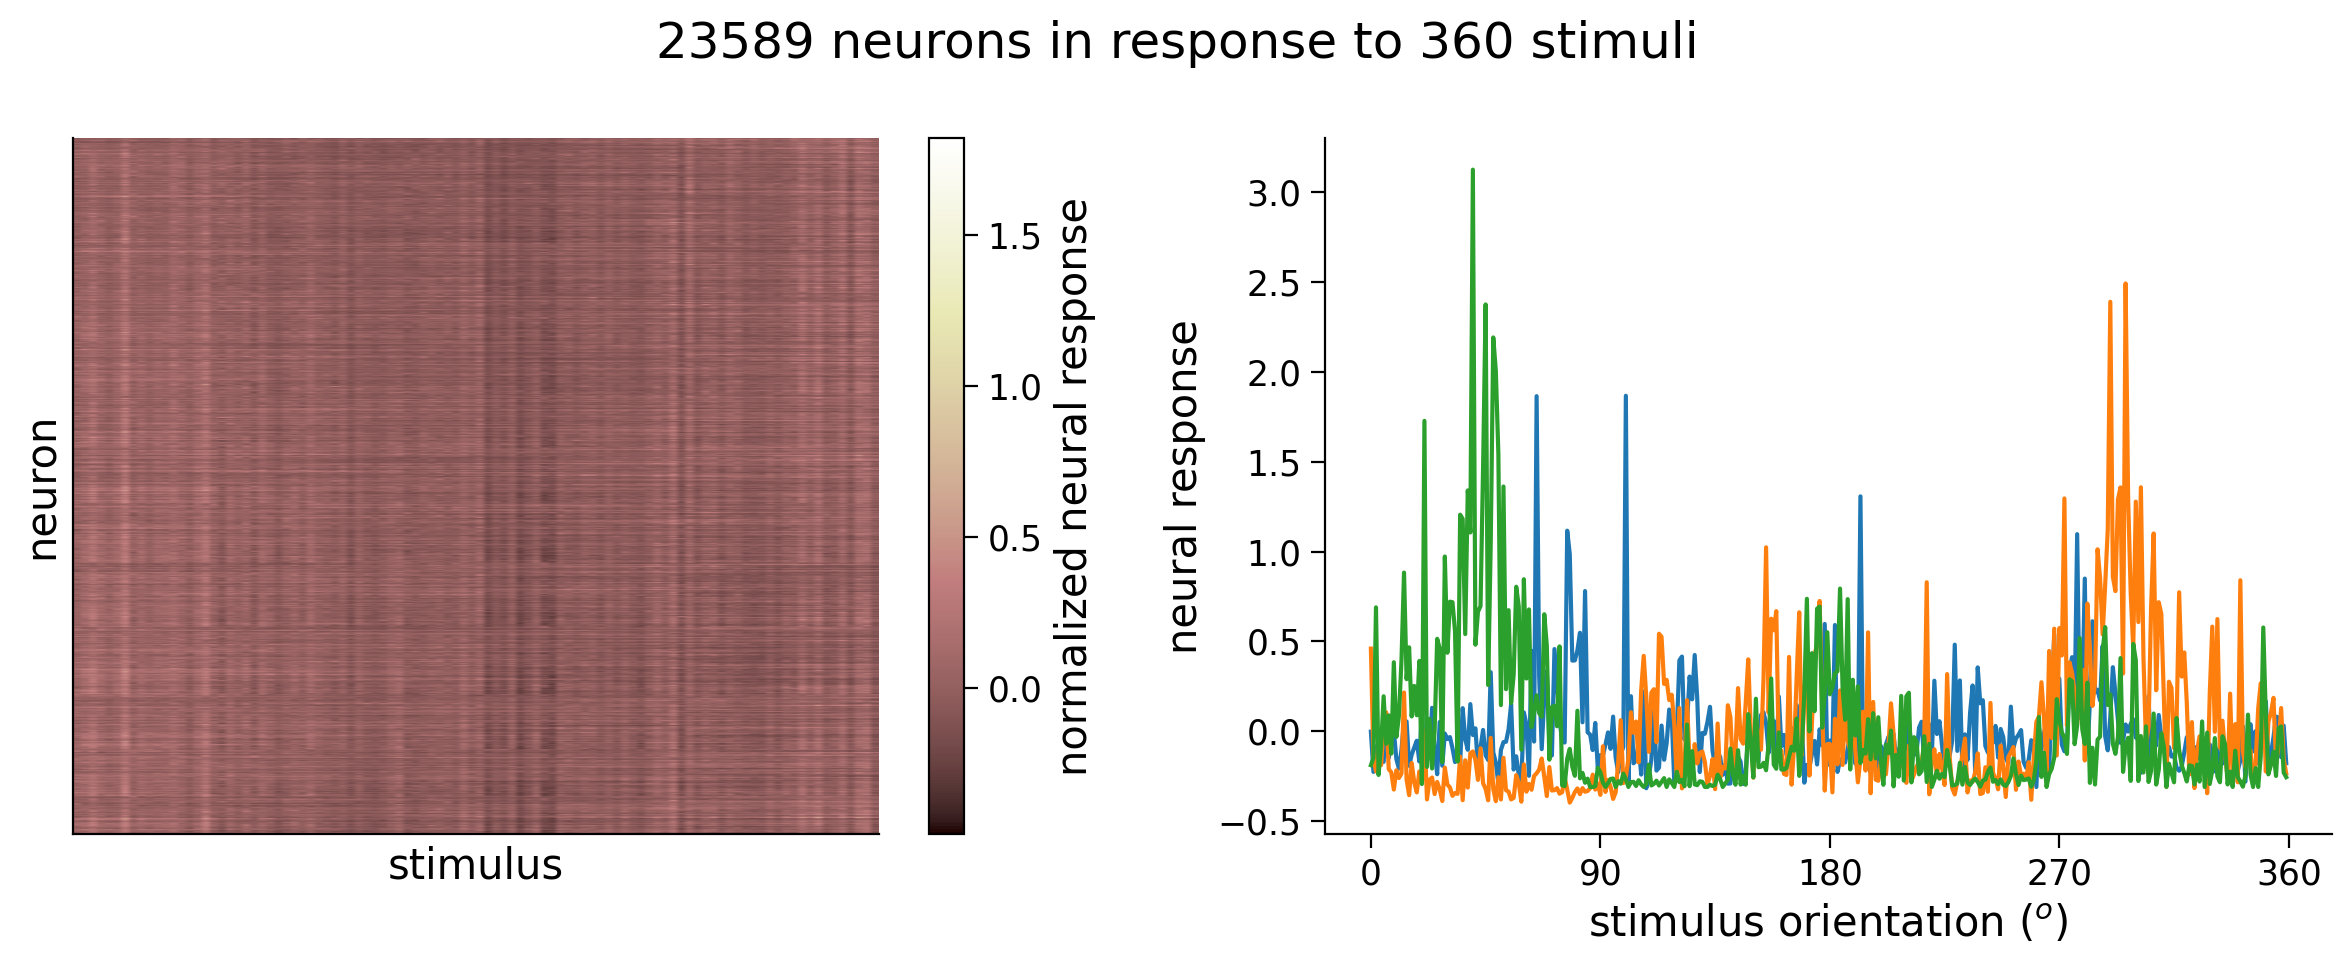 23589 neurons in response to 360 stimuli
neuron
stimulus
1.5
1.0
0.5
0.0
normalized neural response
neural response
3.0
2.5
2.0
1.5
1.0
0.5
0.0
−0.5
0 90 180 270 360
stimulus orientation (ᵒ)